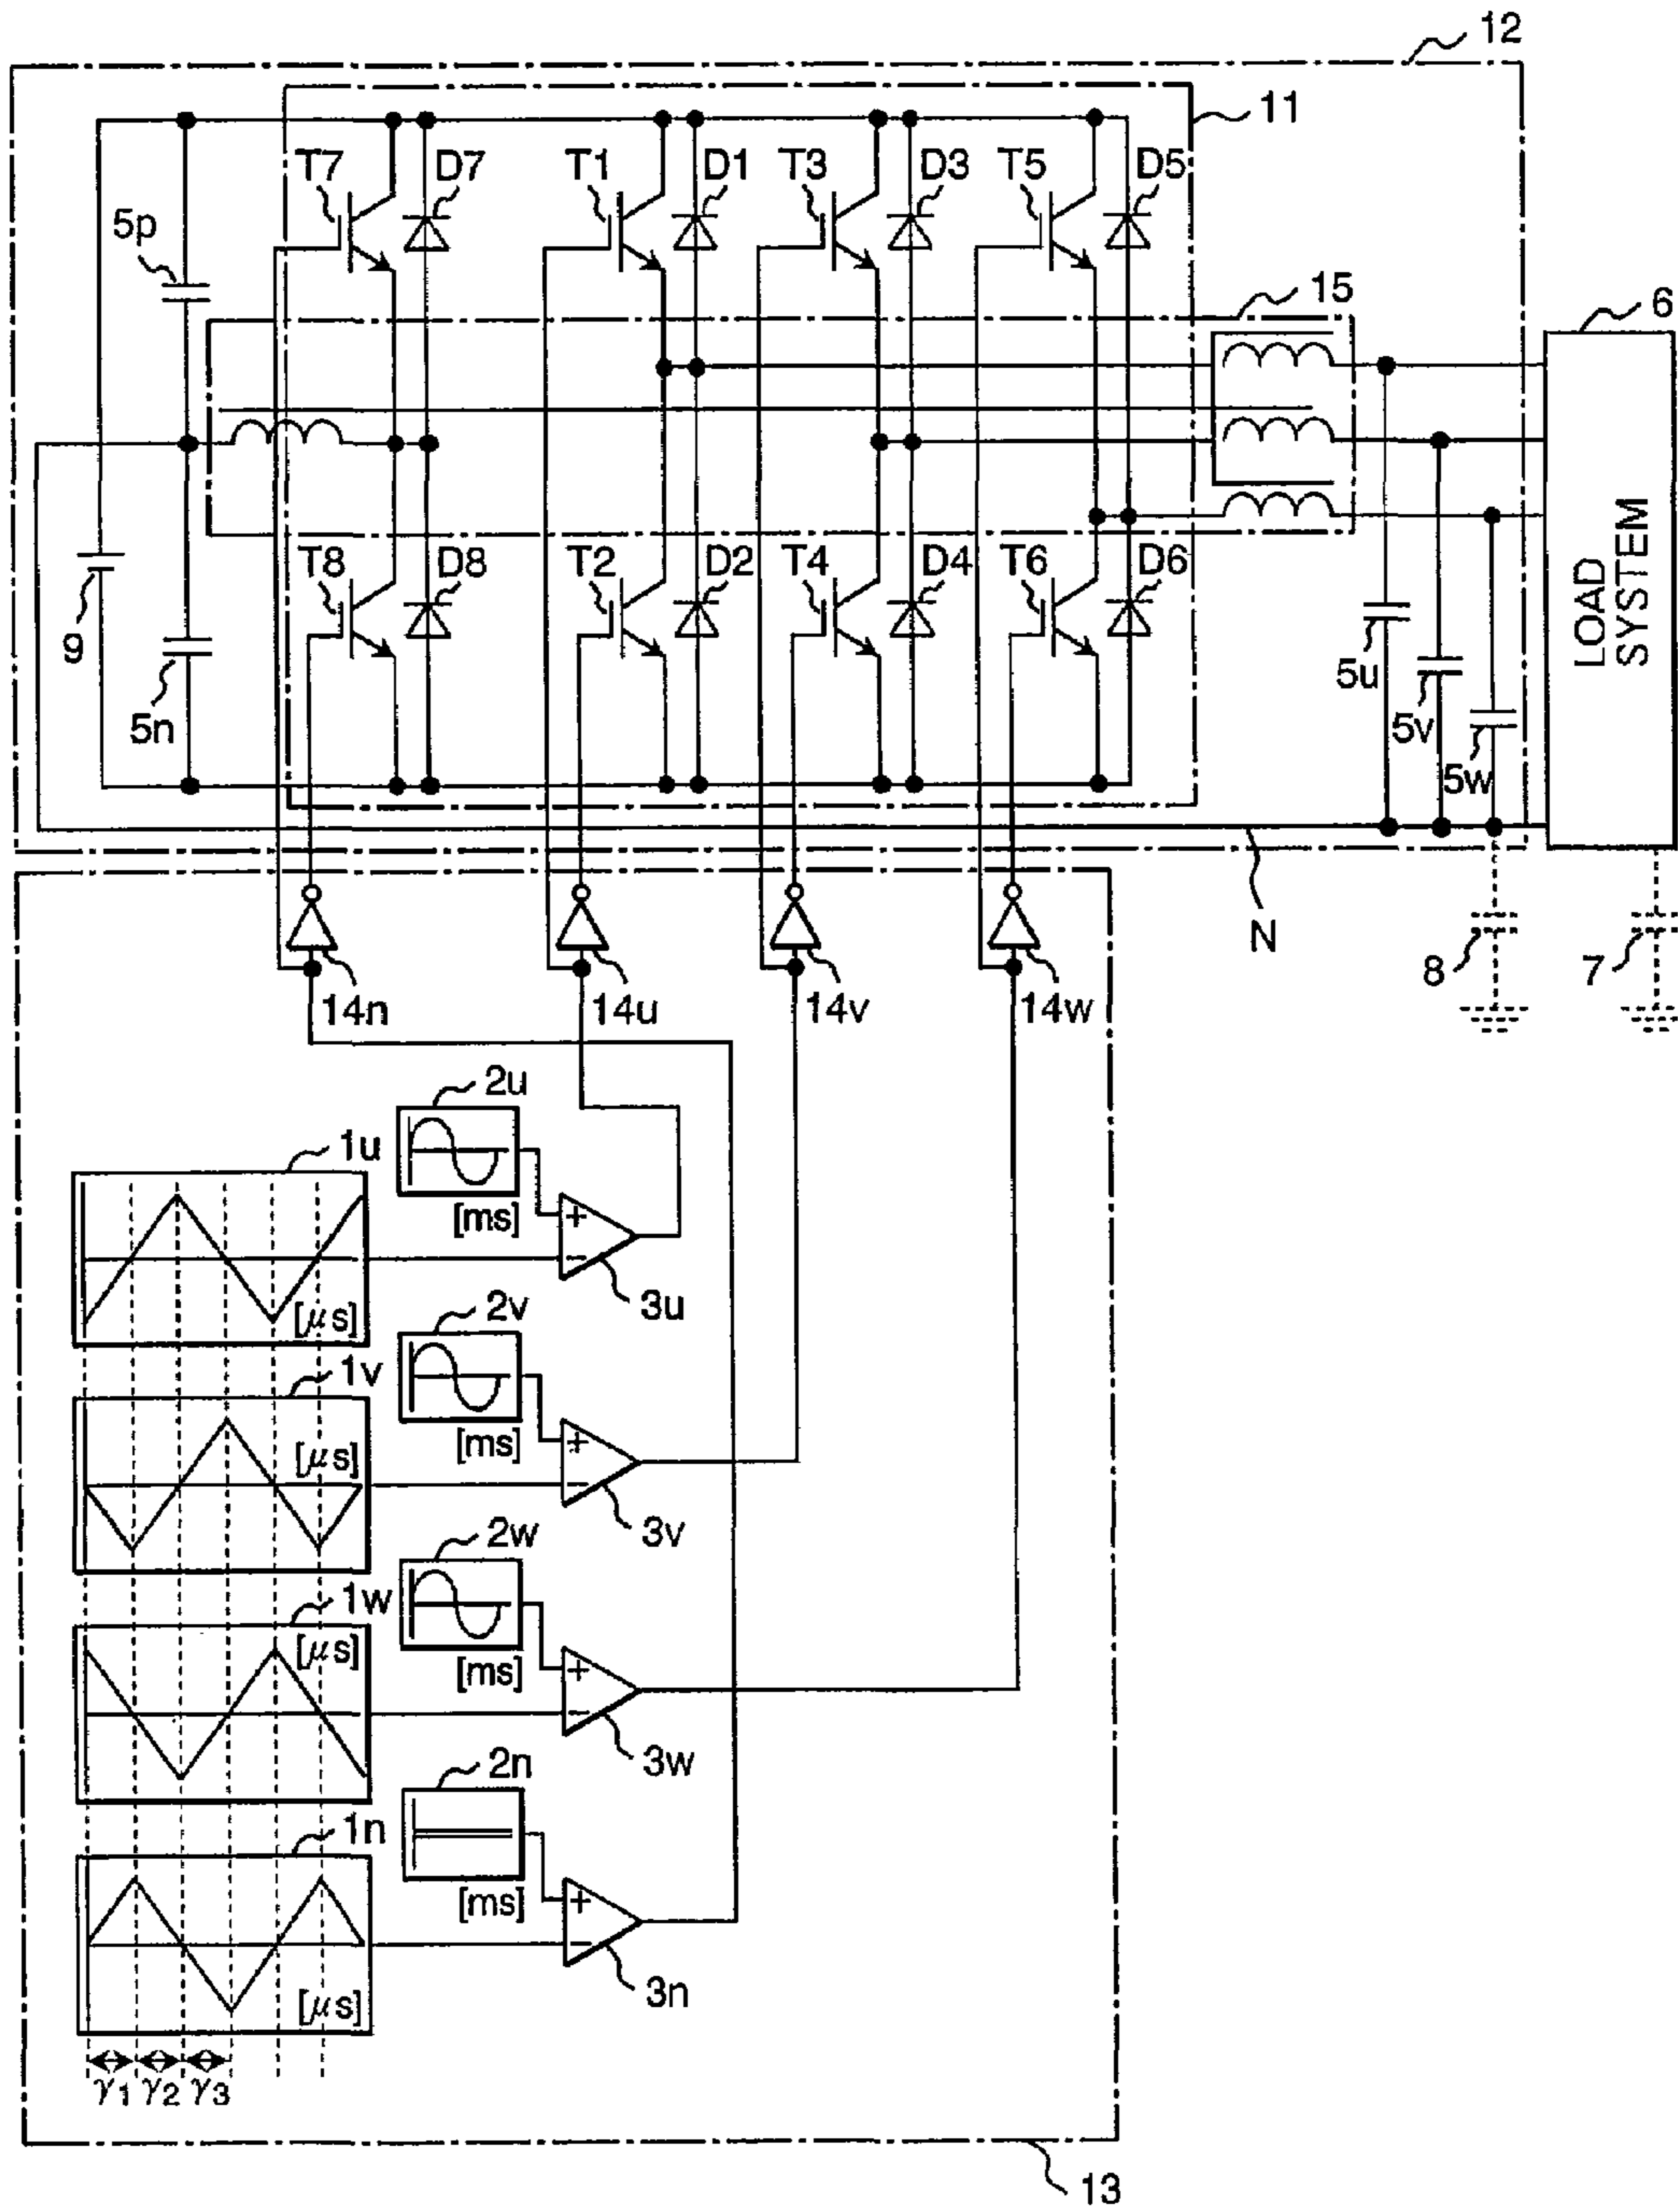 12
11
T7
D7
T1
D1
T3
D3
T5
D5
5p
15
6
T8
D8
T2
D2
T4
D4
T6
D6
9
5n
5u
5v
5w
LOAD
SYSTEM
N
8
7
14n
14u
14v
14w
2u
[ms]
1u
[μs]
+
−
3u
2v
[ms]
1v
[μs]
+
−
3v
2w
[ms]
1w
[μs]
+
−
3w
2n
[ms]
1n
[μs]
+
−
3n
γ1 γ2 γ3
13